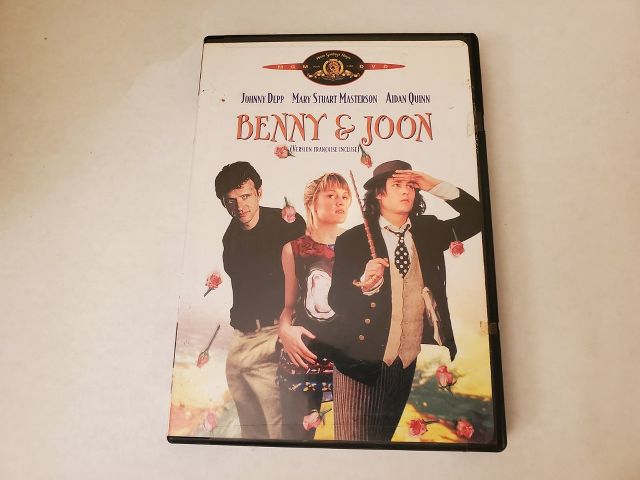 MGM DVD
JOHNNY DEPP MARY STUART MASTERSON AIDAN QUINN
BENNY & JOON
(VERSION FRANÇAISE INCLUSE)